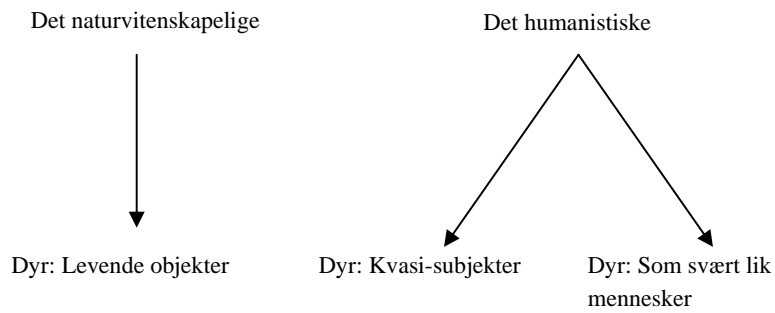 Det naturvitenskapelige
Det humanistiske
Dyr: Levende objekter
Dyr: Kvasi-subjekter
Dyr: Som svært lik
mennesker